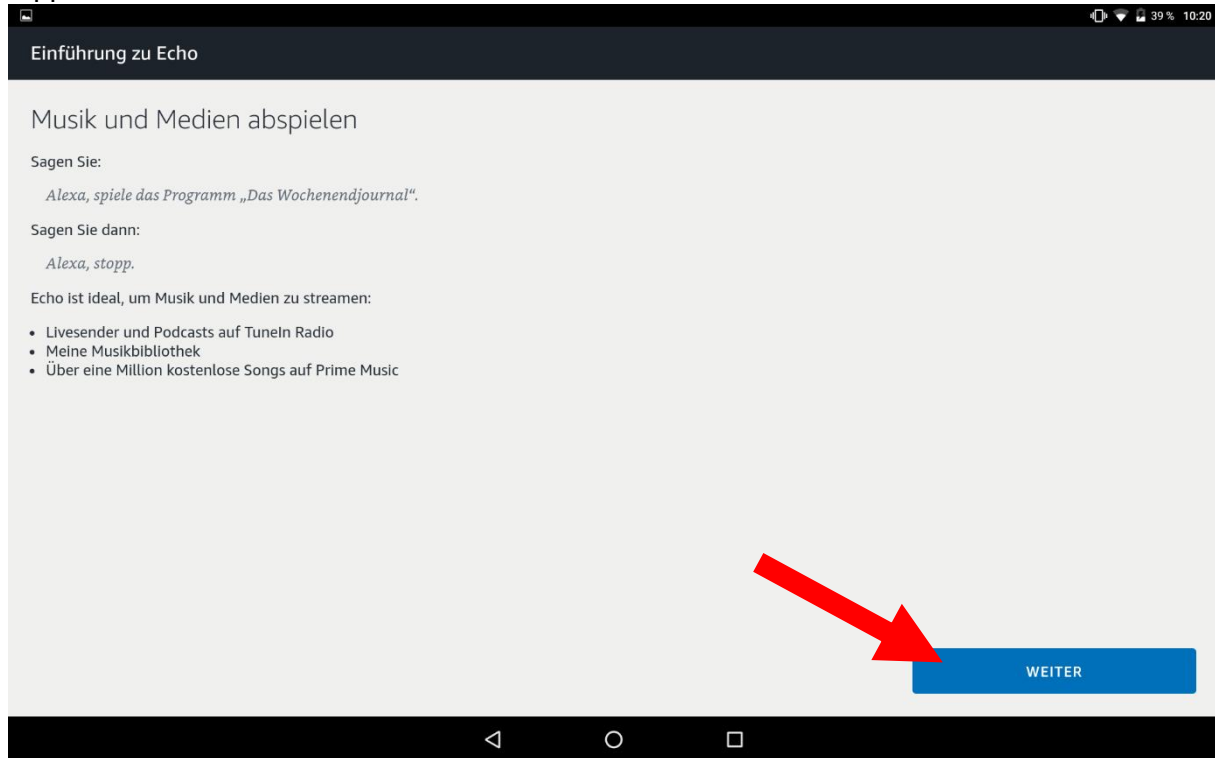 39 % 10:20
Einführung zu Echo
Musik und Medien abspielen
Sagen Sie:
Alexa, spiele das Programm „Das Wochenendjournal“.
Sagen Sie dann:
Alexa, stopp.
Echo ist ideal, um Musik und Medien zu streamen:
• Livesender und Podcasts auf TuneIn Radio
• Meine Musikbibliothek
• Über eine Million kostenlose Songs auf Prime Music
WEITER